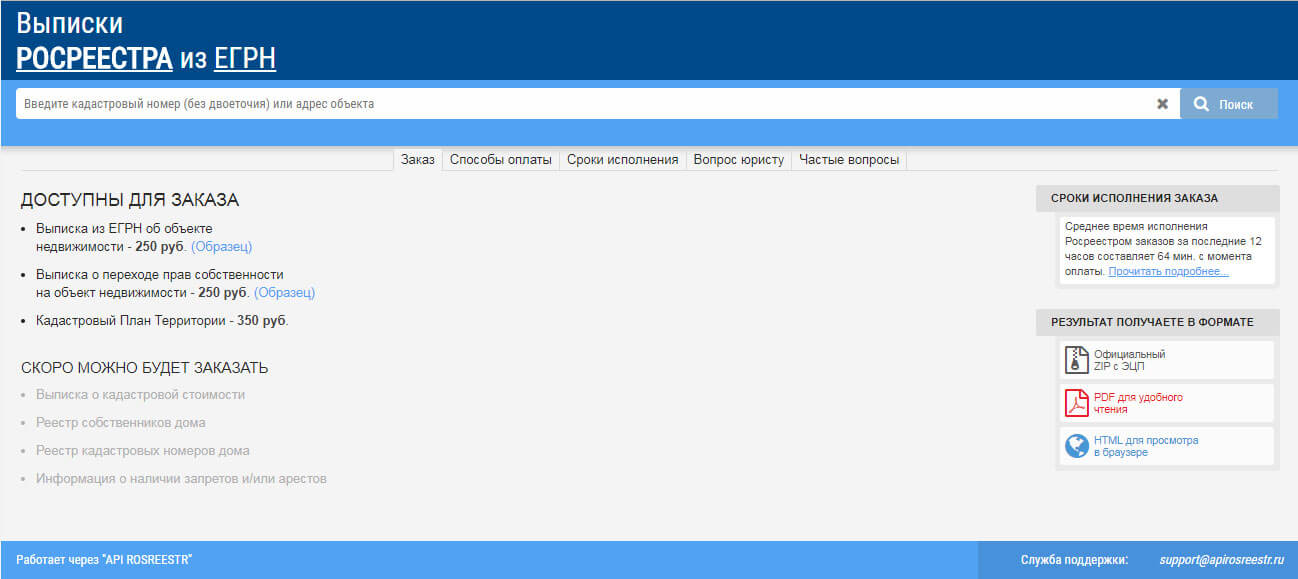 Выписки
РОСРЕЕСТРА из ЕГРН
Введите кадастровый номер (без двоеточия) или адрес объекта
Поиск
Заказ Способы оплаты Сроки исполнения Вопрос юристу Частые вопросы
ДОСТУПНЫ ДЛЯ ЗАКАЗА
Выписка из ЕГРН об объекте
недвижимости - 250 руб. (Образец)
Выписка о переходе прав собственности
на объект недвижимости - 250 руб. (Образец)
Кадастровый План Территории - 350 руб.
СКОРО МОЖНО БУДЕТ ЗАКАЗАТЬ
Выписка о кадастровой стоимости
Реестр собственников дома
Реестр кадастровых номеров дома
Информация о наличии запретов и/или арестов
СРОКИ ИСПОЛНЕНИЯ ЗАКАЗА
Среднее время исполнения
Росреестром заказов за последние 12
часов составляет 64 мин. с момента
оплаты. Прочитать подробнее...
РЕЗУЛЬТАТ ПОЛУЧАЕТЕ В ФОРМАТЕ
Официальный
ZIP с ЭЦП
PDF для удобного
чтения
HTML для просмотра
в браузере
Работает через "API ROSREESTR"
Служба поддержки: support@apirosreestr.ru